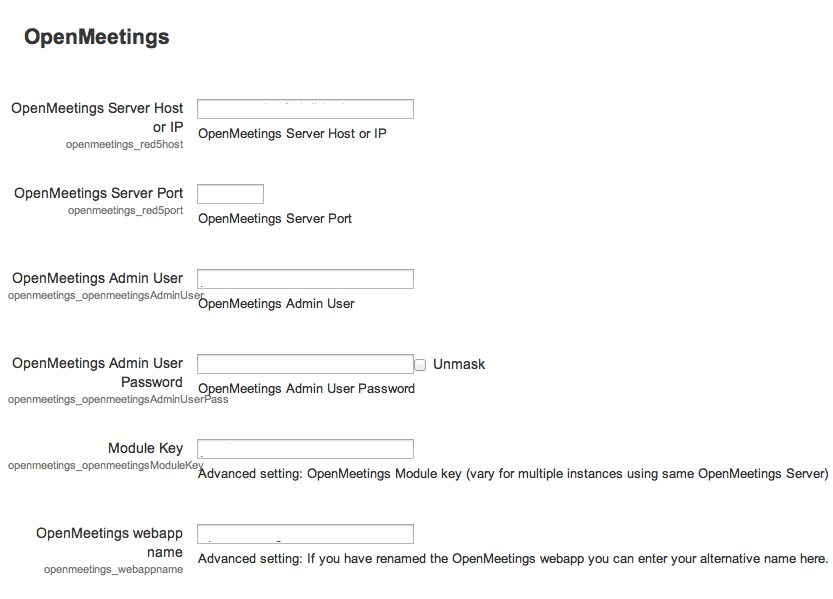 OpenMeetings
OpenMeetings Server Host
or IP
openmeetings_red5host
OpenMeetings Server Host or IP
OpenMeetings Server Port
openmeetings_red5port
OpenMeetings Server Port
OpenMeetings Admin User
openmeetings_openmeetingsAdminUser
OpenMeetings Admin User
OpenMeetings Admin User
Password
openmeetings_openmeetingsAdminUserPass
Unmask
OpenMeetings Admin User Password
Module Key
openmeetings_openmeetingsModuleKey
Advanced setting: OpenMeetings Module key (vary for multiple instances using same OpenMeetings Server)
OpenMeetings webapp
name
openmeetings_webappname
Advanced setting: If you have renamed the OpenMeetings webapp you can enter your alternative name here.